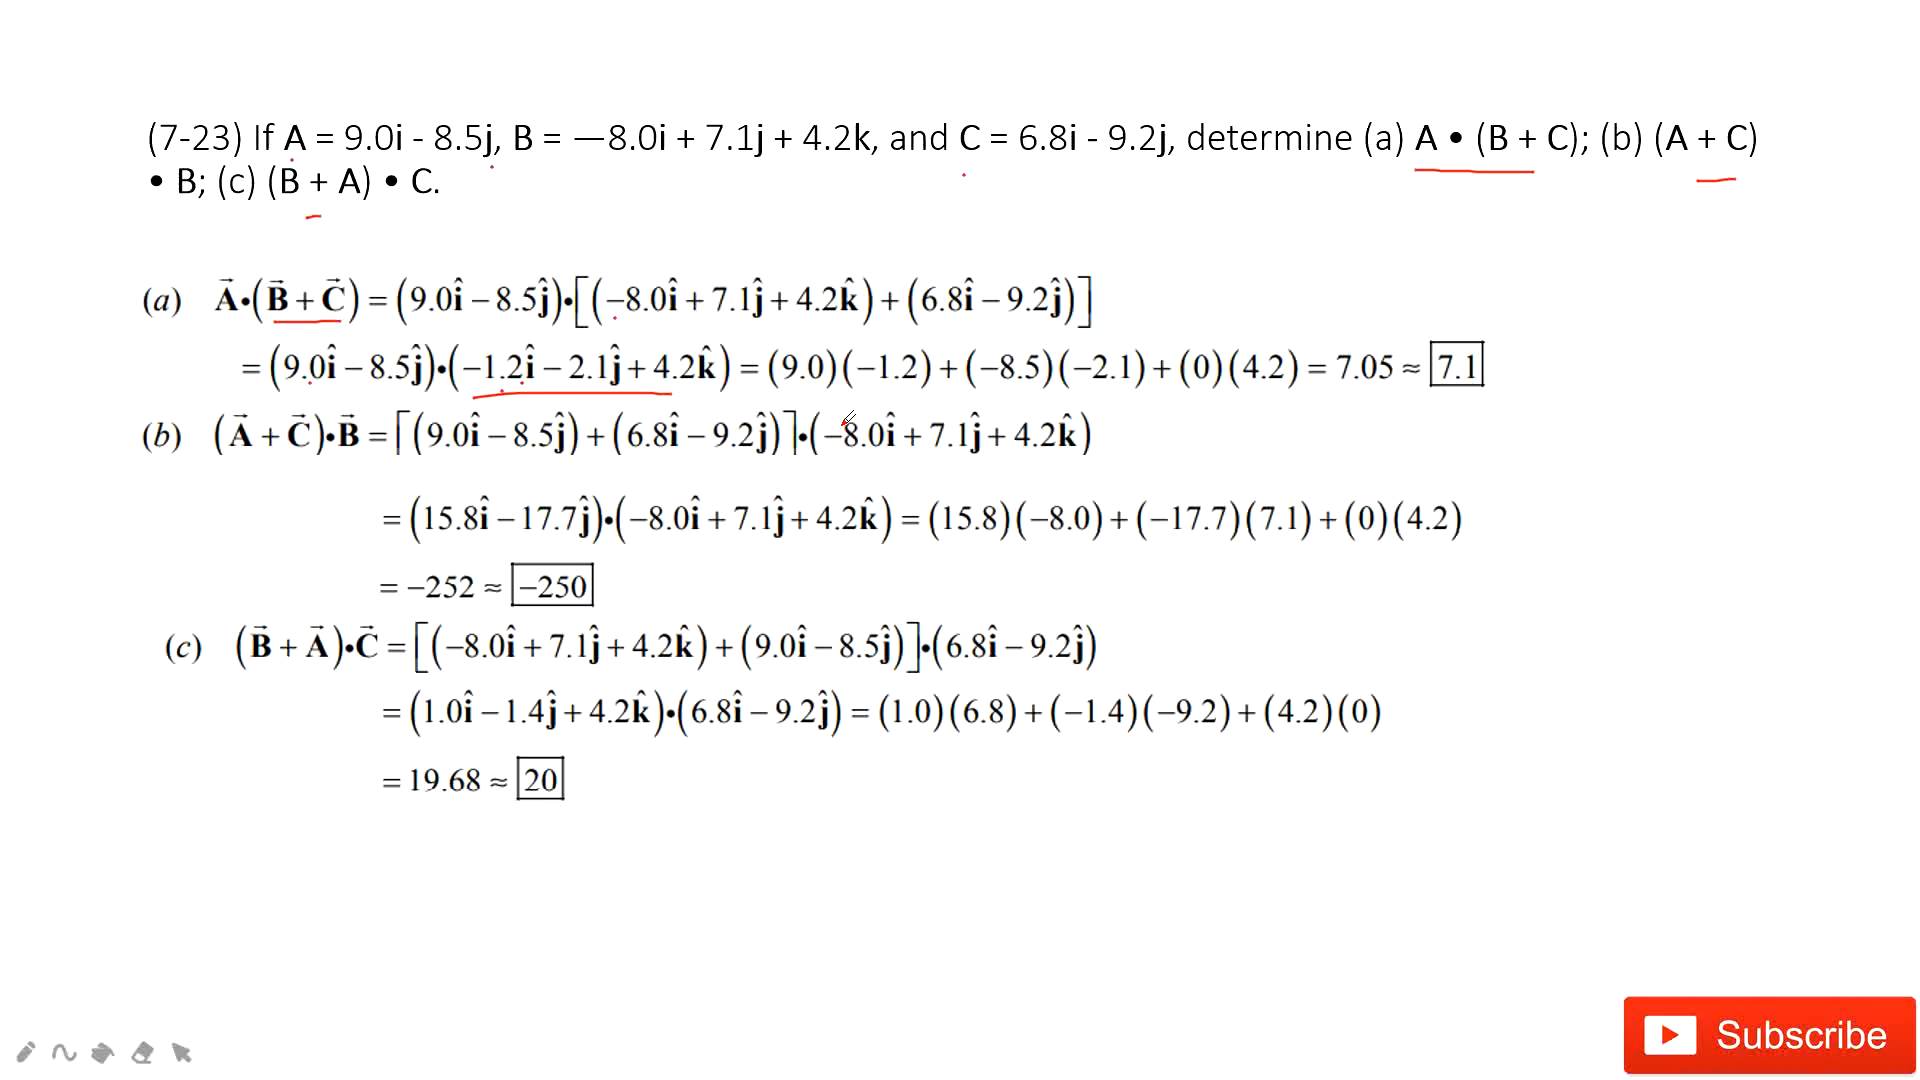 (7-23) If A = 9.0i - 8.5j, B = —8.0i + 7.1j + 4.2k, and C = 6.8i - 9.2j, determine (a) A • (B + C); (b) (A + C)
• B; (c) (B + A) • C.
(a) A⃗•(B⃗ + C⃗) = (9.0î − 8.5ĵ)•[(−8.0î + 7.1ĵ + 4.2k̂) + (6.8î − 9.2ĵ)]
= (9.0î − 8.5ĵ)•(−1.2î − 2.1ĵ + 4.2k̂) = (9.0)(−1.2) + (−8.5)(−2.1) + (0)(4.2) = 7.05 ≈ 7.1
(b) (A⃗ + C⃗)•B⃗ = [(9.0î − 8.5ĵ) + (6.8î − 9.2ĵ)]•(−8.0î + 7.1ĵ + 4.2k̂)
= (15.8î − 17.7ĵ)•(−8.0î + 7.1ĵ + 4.2k̂) = (15.8)(−8.0) + (−17.7)(7.1) + (0)(4.2)
= −252 ≈ −250
(c) (B⃗ + A⃗)•C⃗ = [(−8.0î + 7.1ĵ + 4.2k̂) + (9.0î − 8.5ĵ)]•(6.8î − 9.2ĵ)
= (1.0î − 1.4ĵ + 4.2k̂)•(6.8î − 9.2ĵ) = (1.0)(6.8) + (−1.4)(−9.2) + (4.2)(0)
= 19.68 ≈ 20
Subscribe